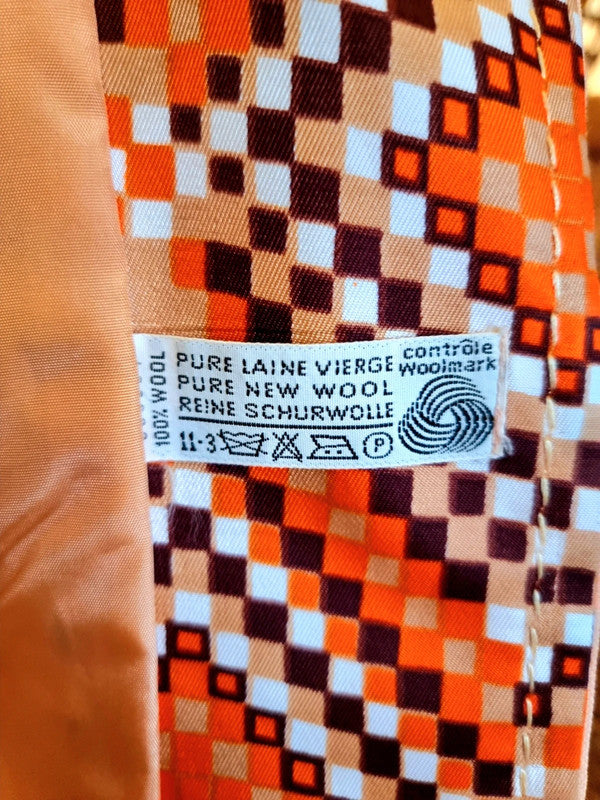 100% WOOL
PURE LAINE VIERGE
PURE NEW WOOL
REINE SCHURWOLLE
11-3
P
contrôle
woolmark